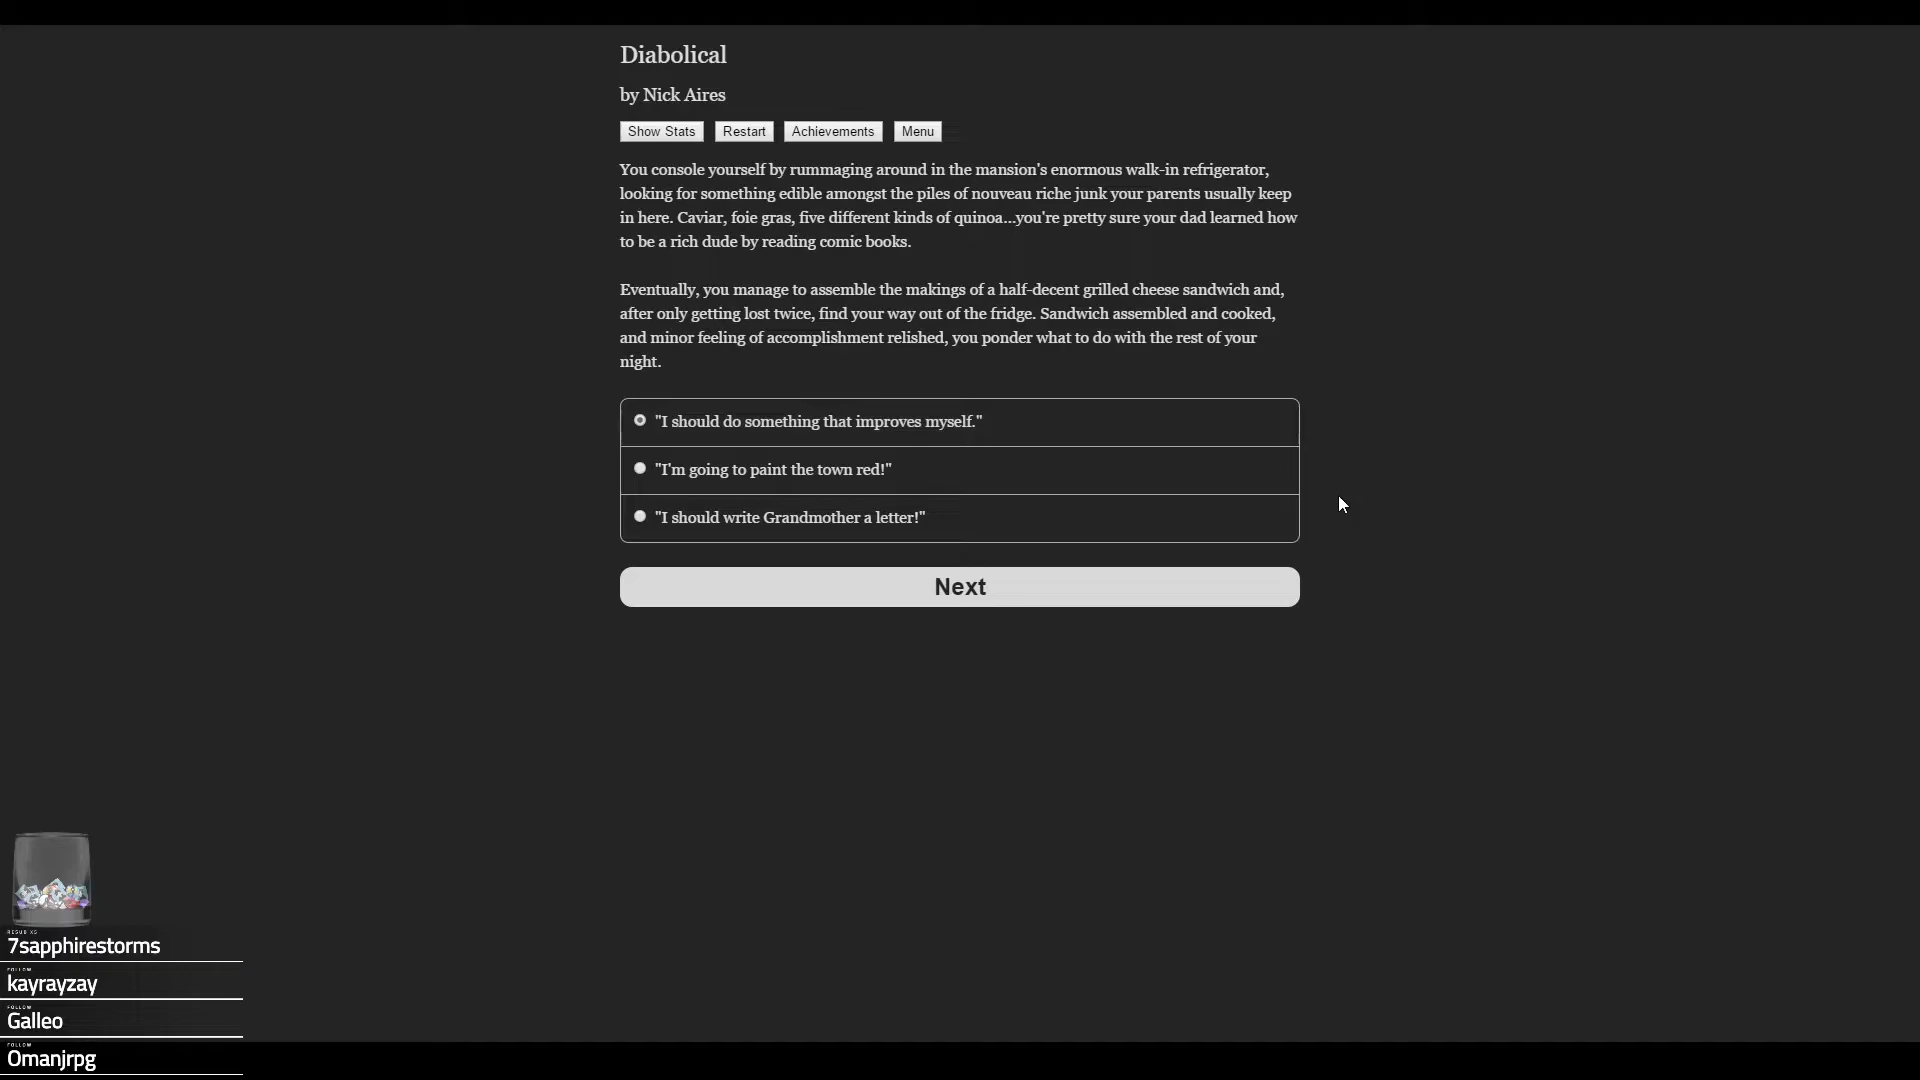 Diabolical
by Nick Aires
Show Stats Restart Achievements Menu
You console yourself by rummaging around in the mansion's enormous walk-in refrigerator,
looking for something edible amongst the piles of nouveau riche junk your parents usually keep
in here. Caviar, foie gras, five different kinds of quinoa...you're pretty sure your dad learned how
to be a rich dude by reading comic books.
Eventually, you manage to assemble the makings of a half-decent grilled cheese sandwich and,
after only getting lost twice, find your way out of the fridge. Sandwich assembled and cooked,
and minor feeling of accomplishment relished, you ponder what to do with the rest of your
night.
"I should do something that improves myself."
"I'm going to paint the town red!"
"I should write Grandmother a letter!"
Next
RESUB X5
7sapphirestorms
FOLLOW
kayrayzay
FOLLOW
Galleo
FOLLOW
Omanjrpg